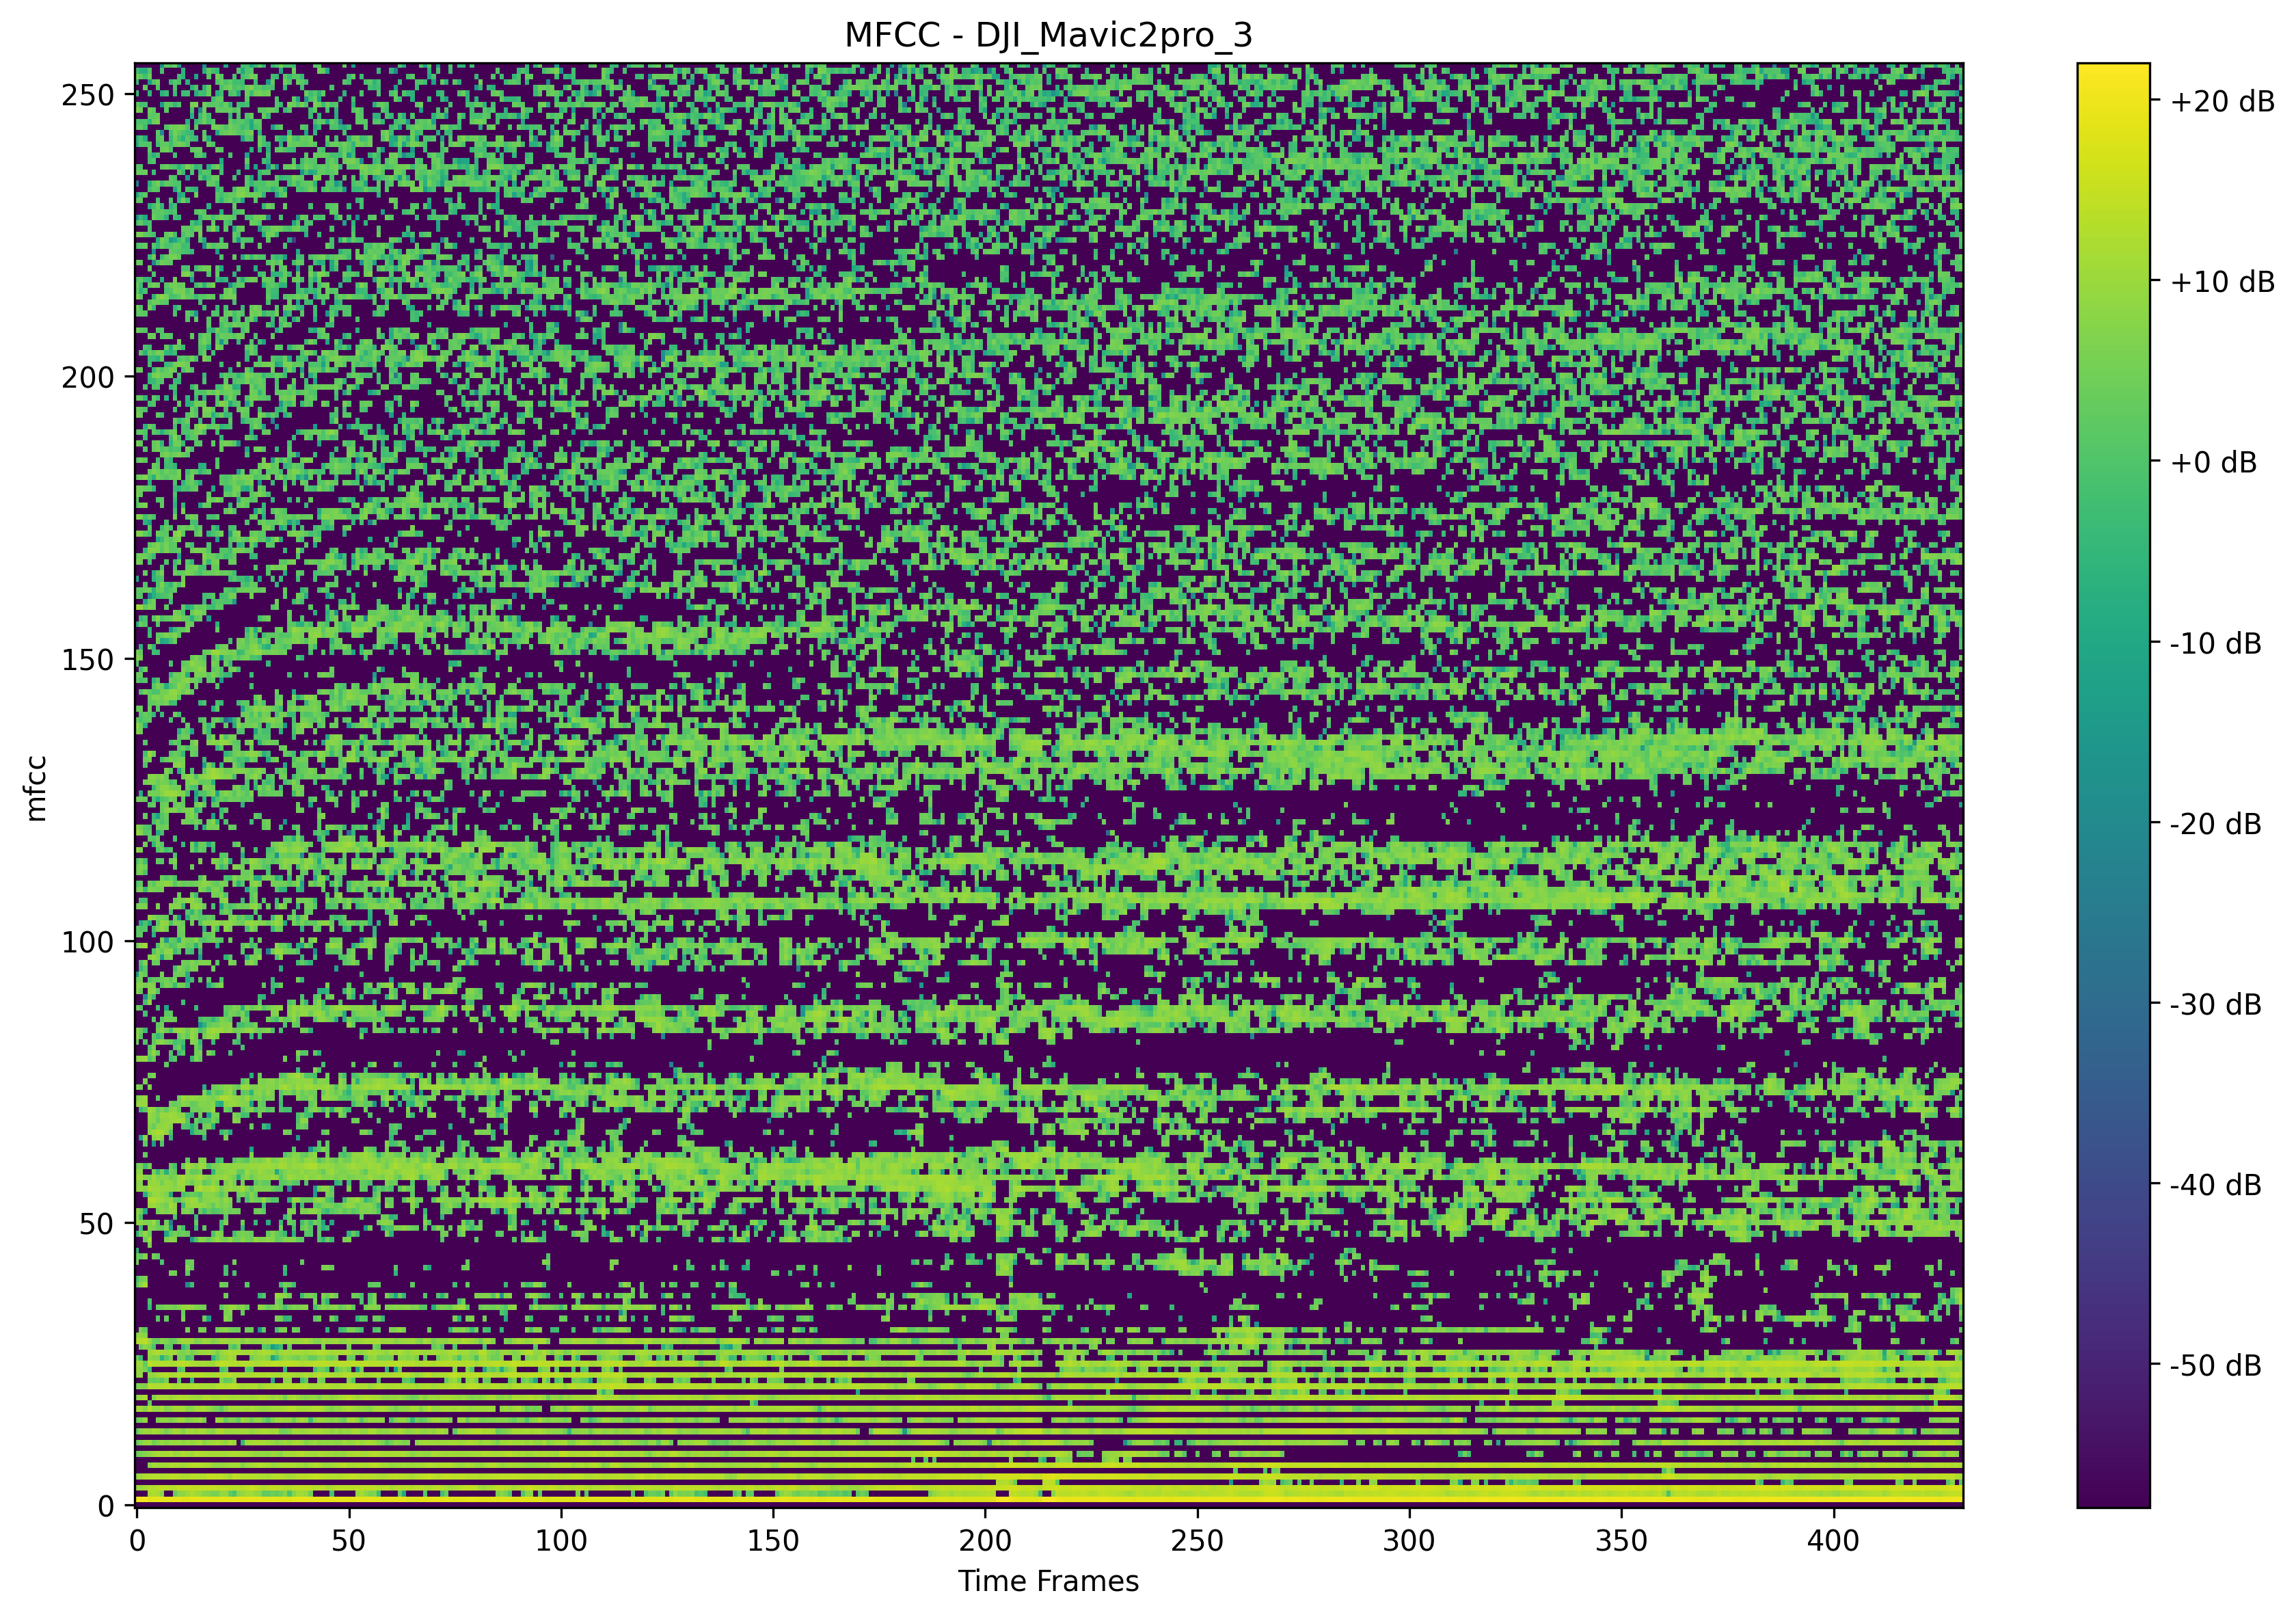 MFCC - DJI_Mavic2pro_3
mfcc
250
200
150
100
50
0
0 50 100 150 200 250 300 350 400
Time Frames
+20 dB
+10 dB
+0 dB
-10 dB
-20 dB
-30 dB
-40 dB
-50 dB